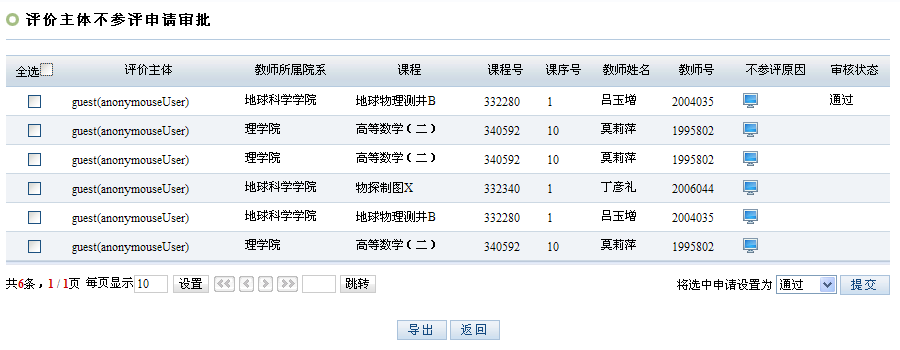 评价主体不参评申请审批
全选 评价主体 教师所属院系 课程 课程号 课序号 教师姓名 教师号 不参评原因 审核状态
guest(anonymouseUser) 地球科学学院 地球物理测井B 332280 1 吕玉增 2004035 通过
guest(anonymouseUser) 理学院 高等数学（二） 340592 10 莫莉萍 1995802
guest(anonymouseUser) 理学院 高等数学（二） 340592 10 莫莉萍 1995802
guest(anonymouseUser) 地球科学学院 物探制图X 332340 1 丁彦礼 2006044
guest(anonymouseUser) 地球科学学院 地球物理测井B 332280 1 吕玉增 2004035
guest(anonymouseUser) 理学院 高等数学（二） 340592 10 莫莉萍 1995802
共6条，1 / 1页 每页显示 10 设置 跳转 将选中申请设置为 通过 提交
导出 返回